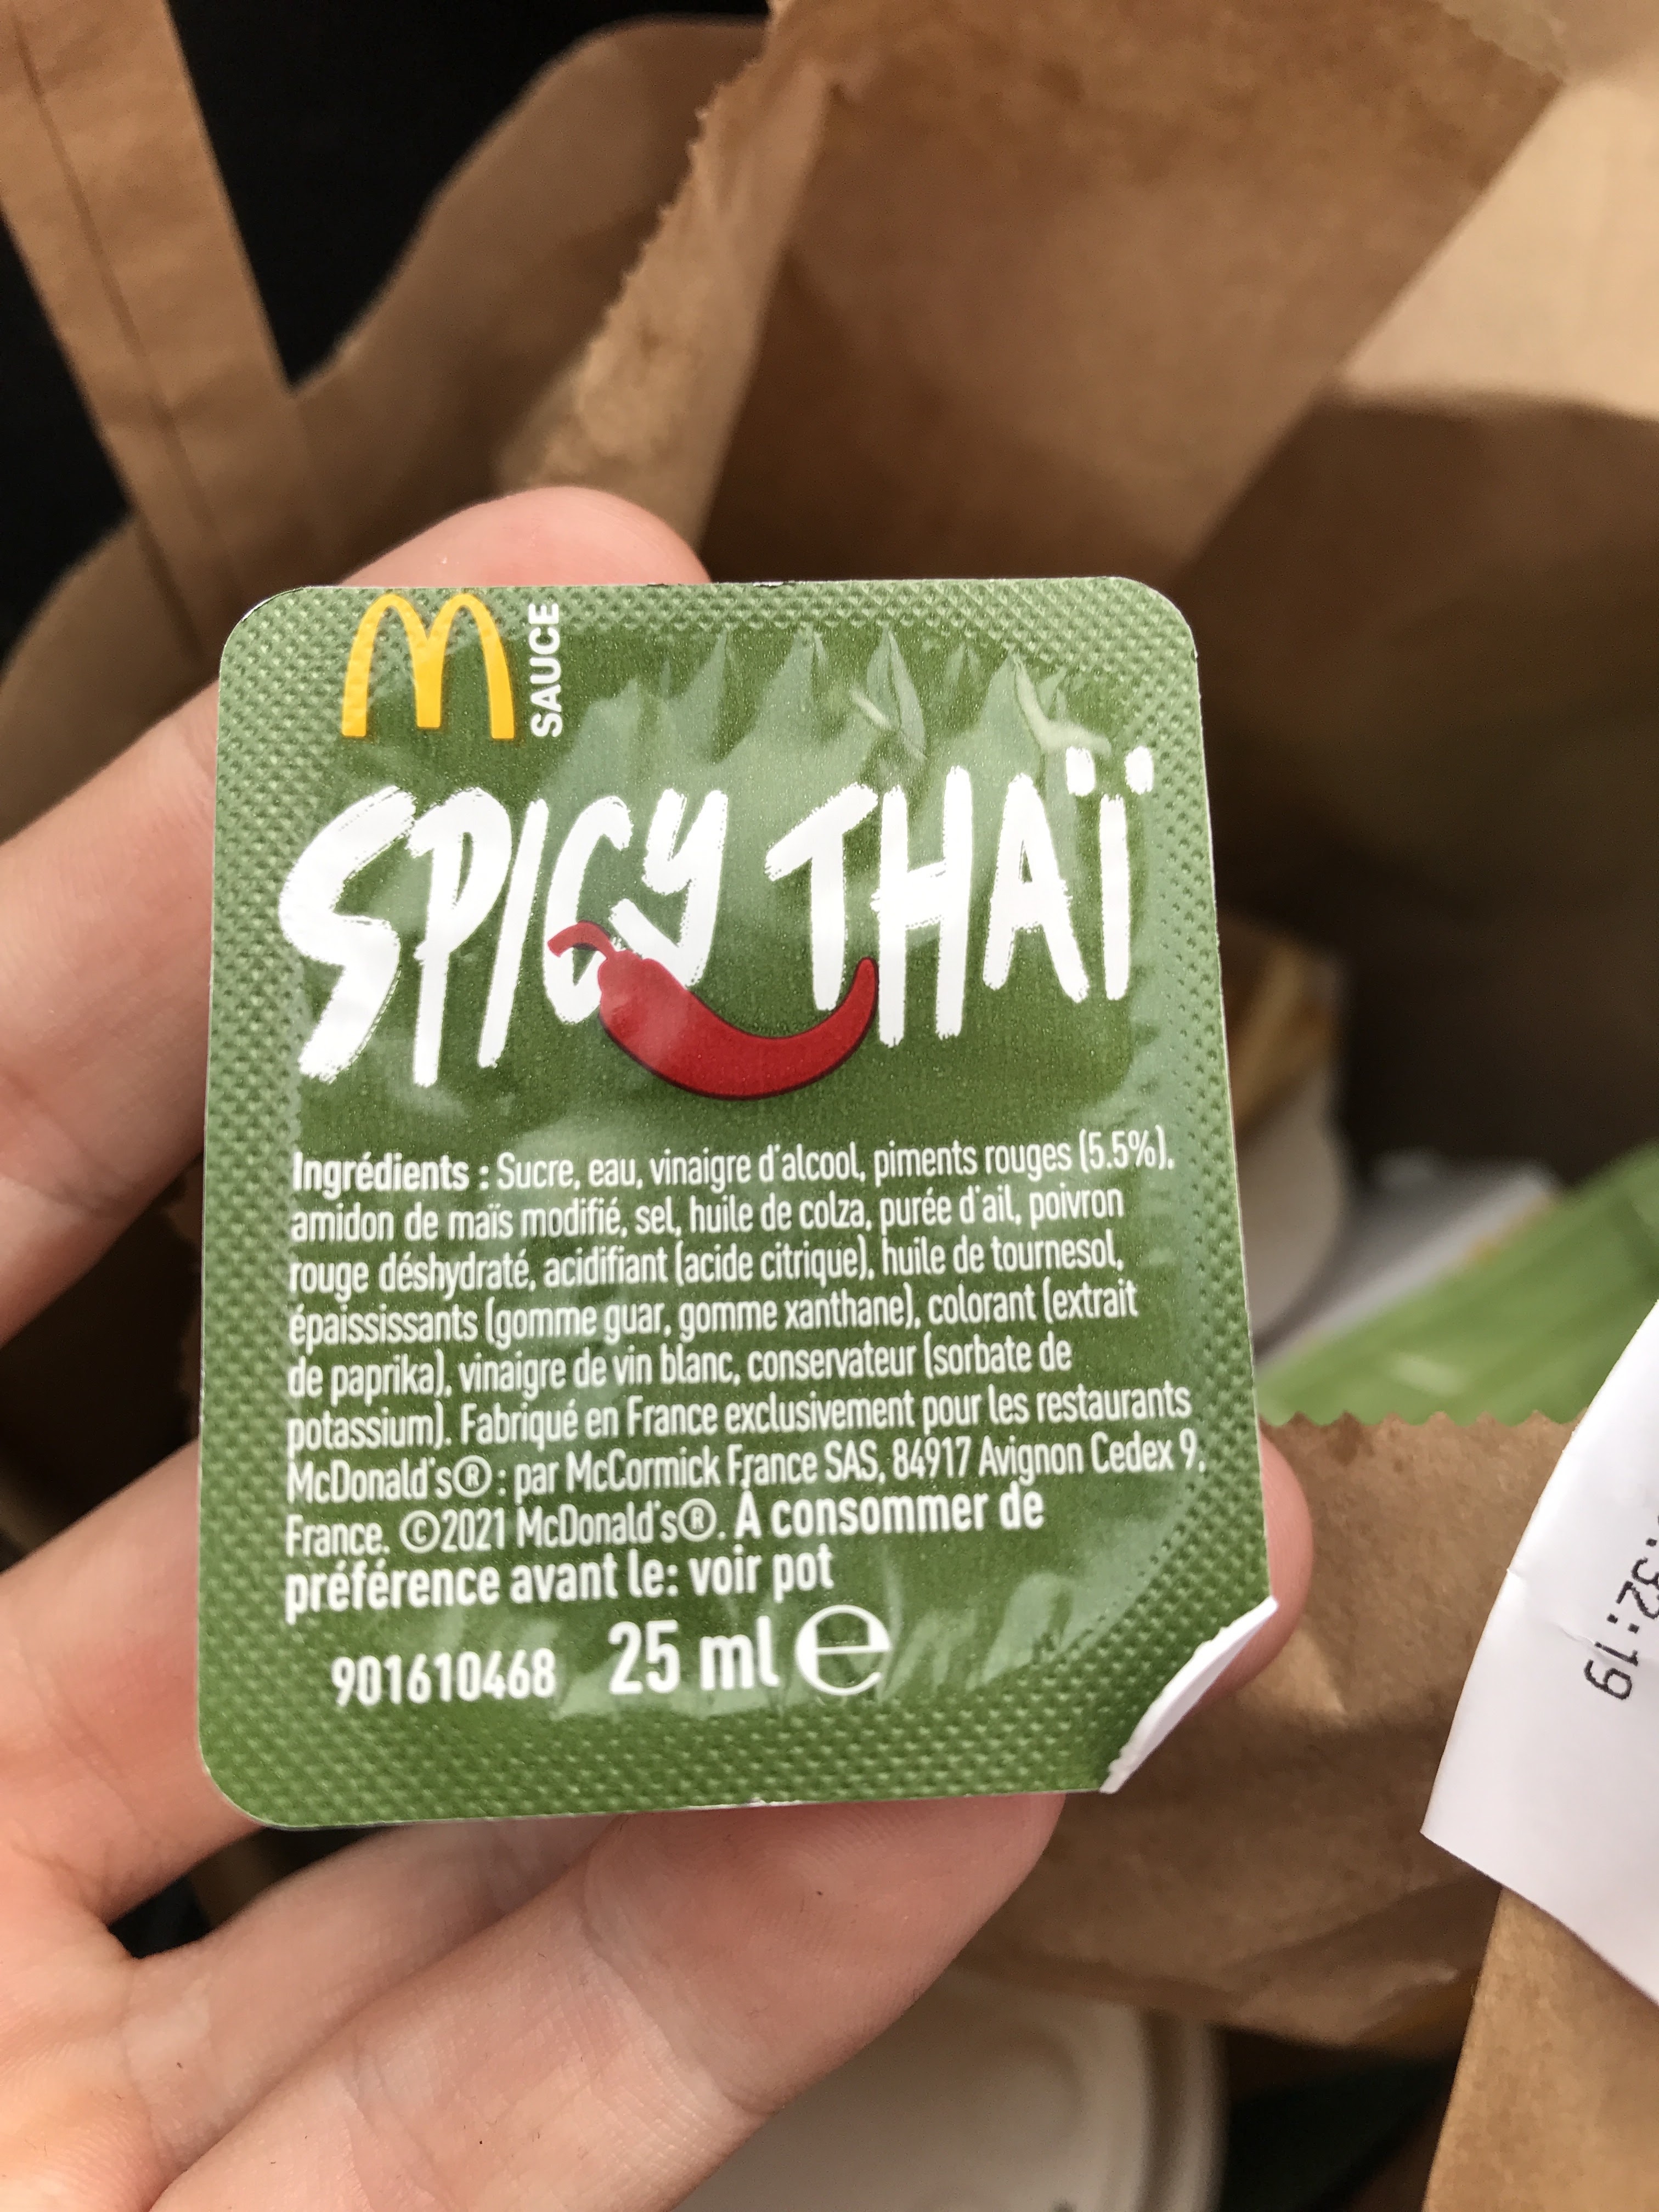 M
SAUCE
SPICY THAÏ
Ingrédients : Sucre, eau, vinaigre d'alcool, piments rouges (5.5%),
amidon de maïs modifié, sel, huile de colza, purée d'ail, poivron
rouge déshydraté, acidifiant (acide citrique), huile de tournesol,
épaississants (gomme guar, gomme xanthane), colorant (extrait
de paprika), vinaigre de vin blanc, conservateur (sorbate de
potassium). Fabriqué en France exclusivement pour les restaurants
McDonald's® : par McCormick France SAS, 84917 Avignon Cedex 9,
France. ©2021 McDonald's®. À consommer de
préférence avant le: voir pot
901610468 25 ml e
:32:19